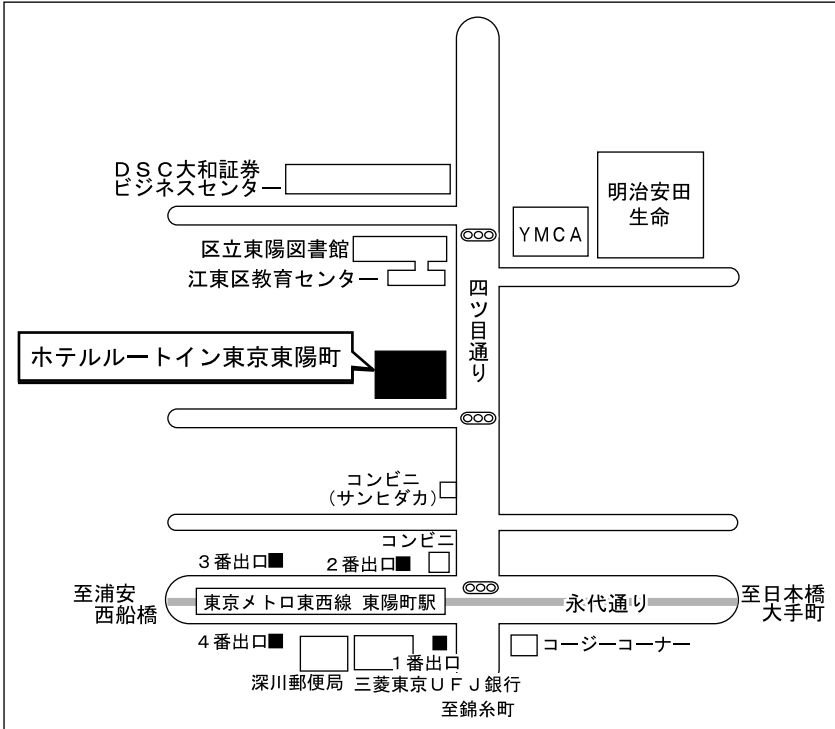 ＤＳＣ大和証券
ビジネスセンター
明治安田
生命
YMCA
区立東陽図書館
江東区教育センター
四ツ目通り
ホテルルートイン東京東陽町
コンビニ
(サンヒダカ)
コンビニ
３番出口
２番出口
至浦安
西船橋
東京メトロ東西線 東陽町駅
永代通り
至日本橋
大手町
４番出口
１番出口
コージーコーナー
深川郵便局
三菱東京ＵＦＪ銀行
至錦糸町